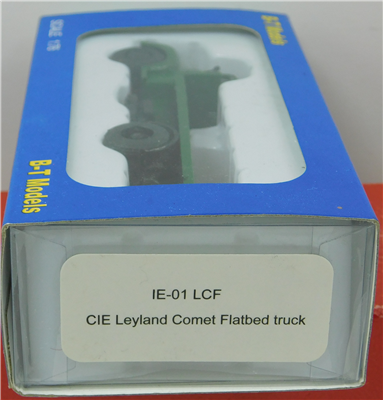 B-T Models
SCALE 1:76
B-T Models
IE-01 LCF
CIE Leyland Comet Flatbed truck